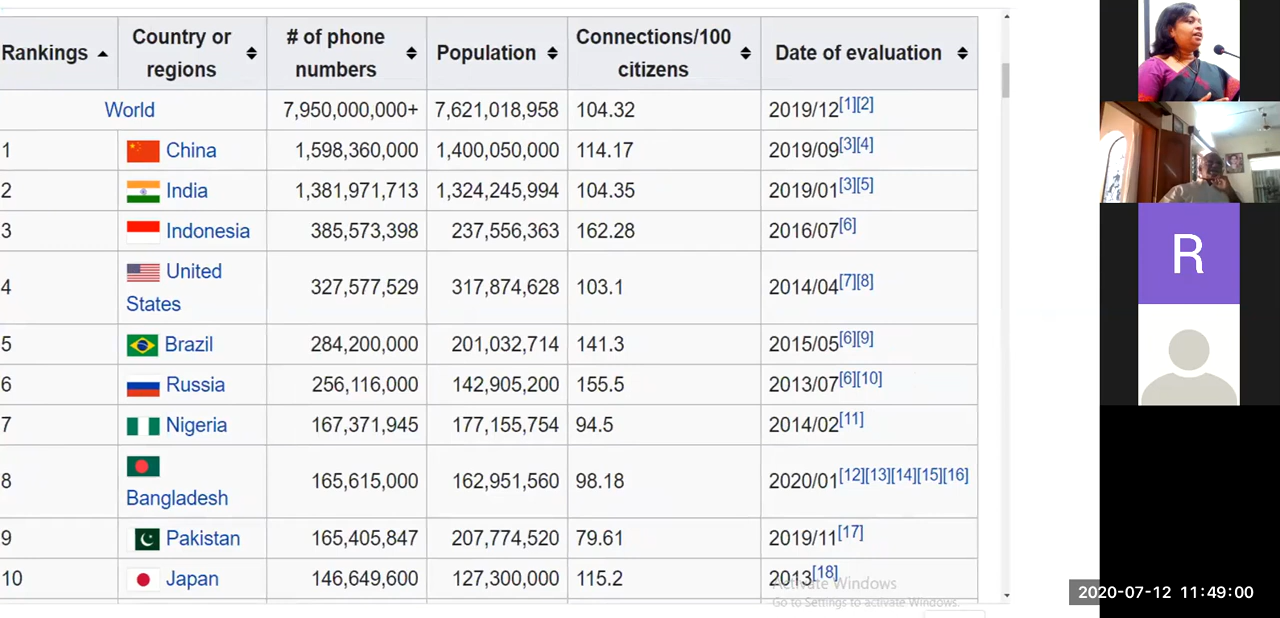 Rankings Country or regions # of phone numbers Population Connections/100 citizens Date of evaluation
World 7,950,000,000+ 7,621,018,958 104.32 2019/12[1][2]
1 China 1,598,360,000 1,400,050,000 114.17 2019/09[3][4]
2 India 1,381,971,713 1,324,245,994 104.35 2019/01[3][5]
3 Indonesia 385,573,398 237,556,363 162.28 2016/07[6]
4 United States 327,577,529 317,874,628 103.1 2014/04[7][8]
5 Brazil 284,200,000 201,032,714 141.3 2015/05[6][9]
6 Russia 256,116,000 142,905,200 155.5 2013/07[6][10]
7 Nigeria 167,371,945 177,155,754 94.5 2014/02[11]
8 Bangladesh 165,615,000 162,951,560 98.18 2020/01[12][13][14][15][16]
9 Pakistan 165,405,847 207,774,520 79.61 2019/11[17]
10 Japan 146,649,600 127,300,000 115.2 2013[18]
Activate Windows
Go to Settings to activate Windows.
R
2020-07-12 11:49:00